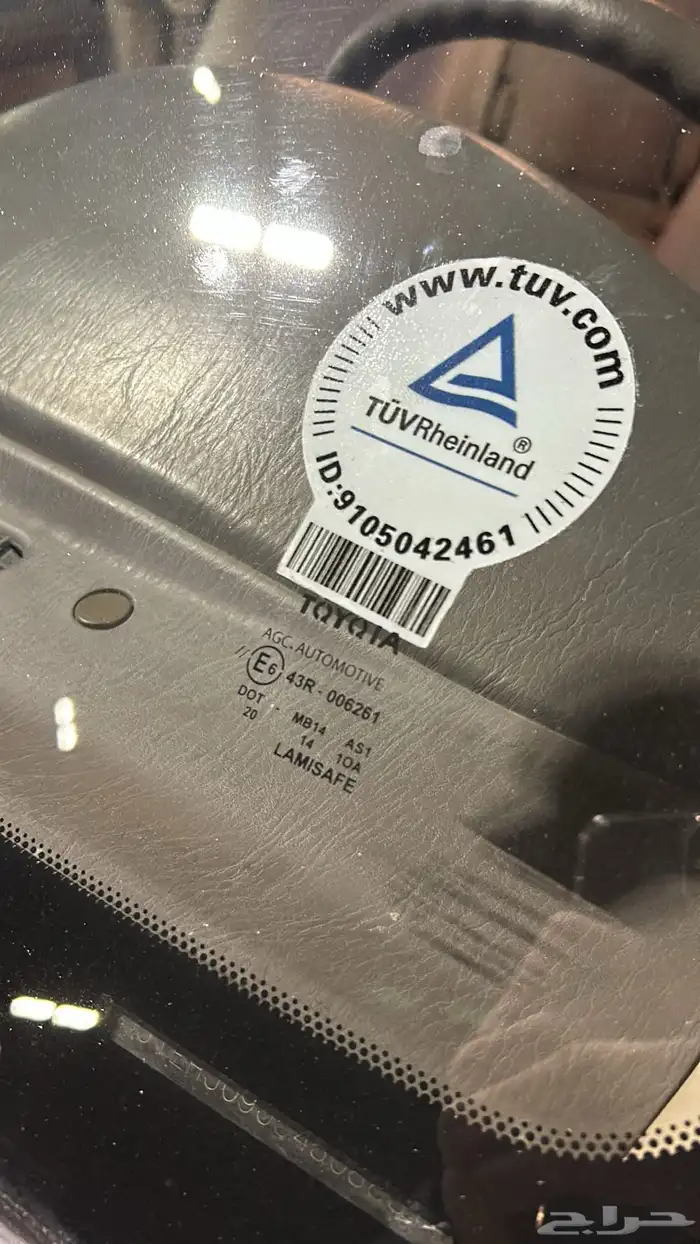 www.tuv.com
TÜVRheinland®
ID:9105042461
TOYOTA
AGC AUTOMOTIVE
E6 43R - 006261
DOT - MB14 AS1
20 14 10A
LAMISAFE
حراج